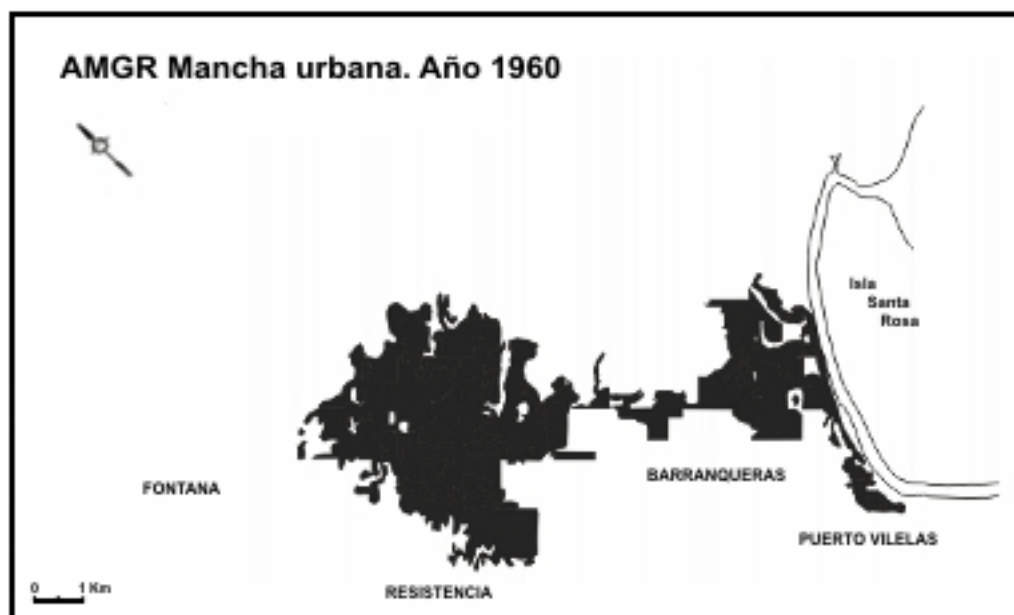 AMGR Mancha urbana. Año 1960
Isla
Santa
Rosa
BARRANQUERAS
FONTANA
PUERTO VILELAS
RESISTENCIA
0 1 Km